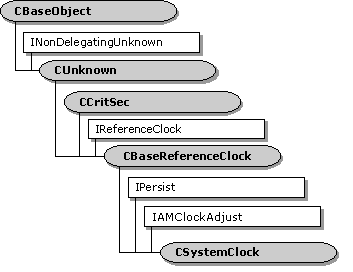 CBaseObject
INonDelegatingUnknown
CUnknown
CCritSec
IReferenceClock
CBaseReferenceClock
IPersist
IAMClockAdjust
CSystemClock